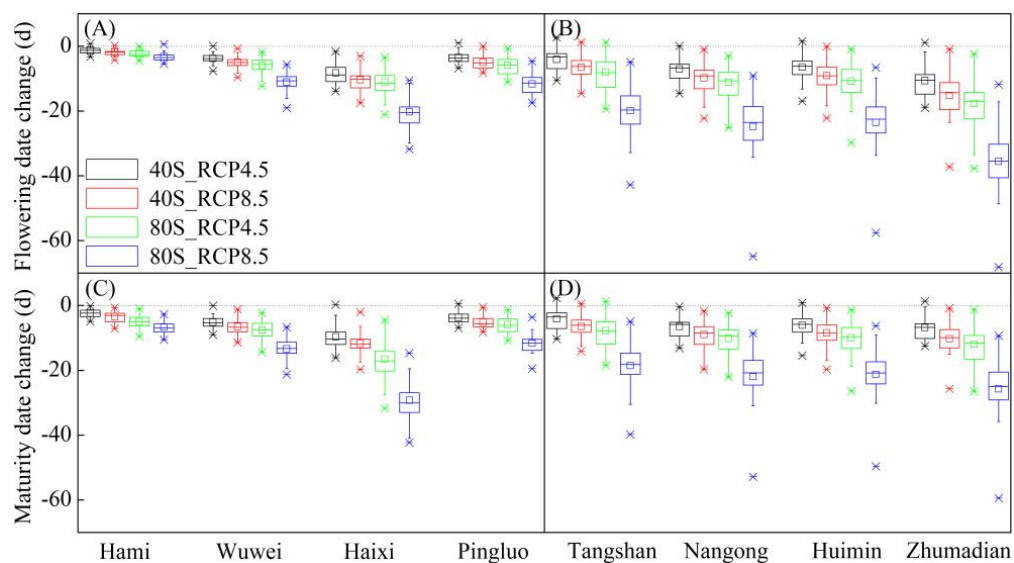 (A)
(B)
Flowering date change (d)
0
-20
-40
-60
40S_RCP4.5
40S_RCP8.5
80S_RCP4.5
80S_RCP8.5
(C)
(D)
Maturity date change (d)
0
-20
-40
-60
Hami Wuwei Haixi Pingluo Tangshan Nangong Huimin Zhumadian